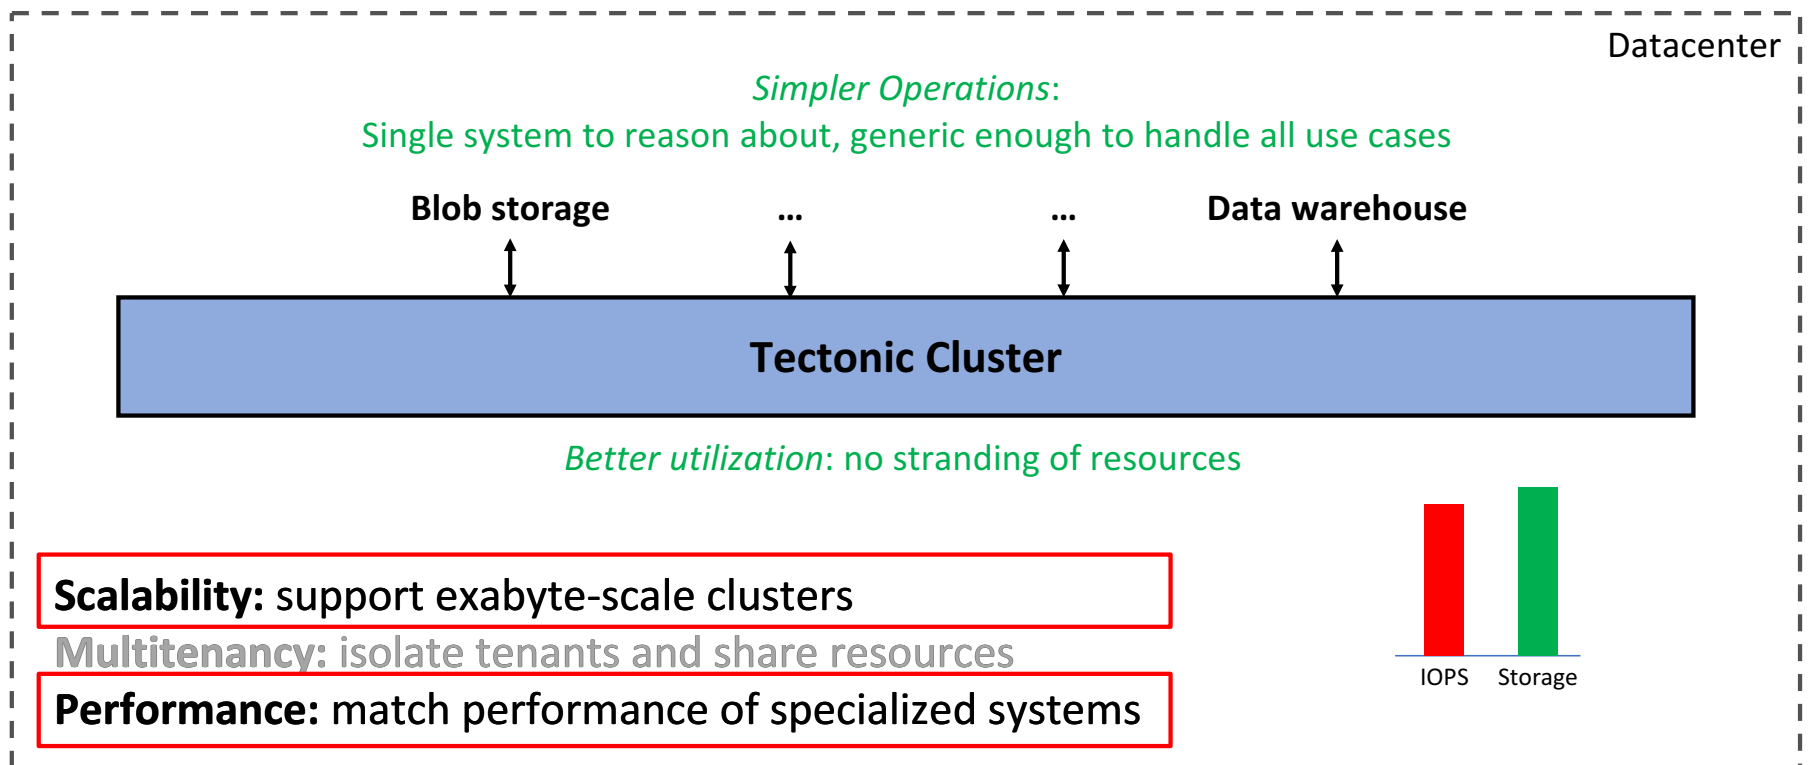 Datacenter
Simpler Operations:
Single system to reason about, generic enough to handle all use cases
Blob storage ... ... Data warehouse
Tectonic Cluster
Better utilization: no stranding of resources
Scalability: support exabyte-scale clusters
Multitenancy: isolate tenants and share resources
Performance: match performance of specialized systems
IOPS Storage